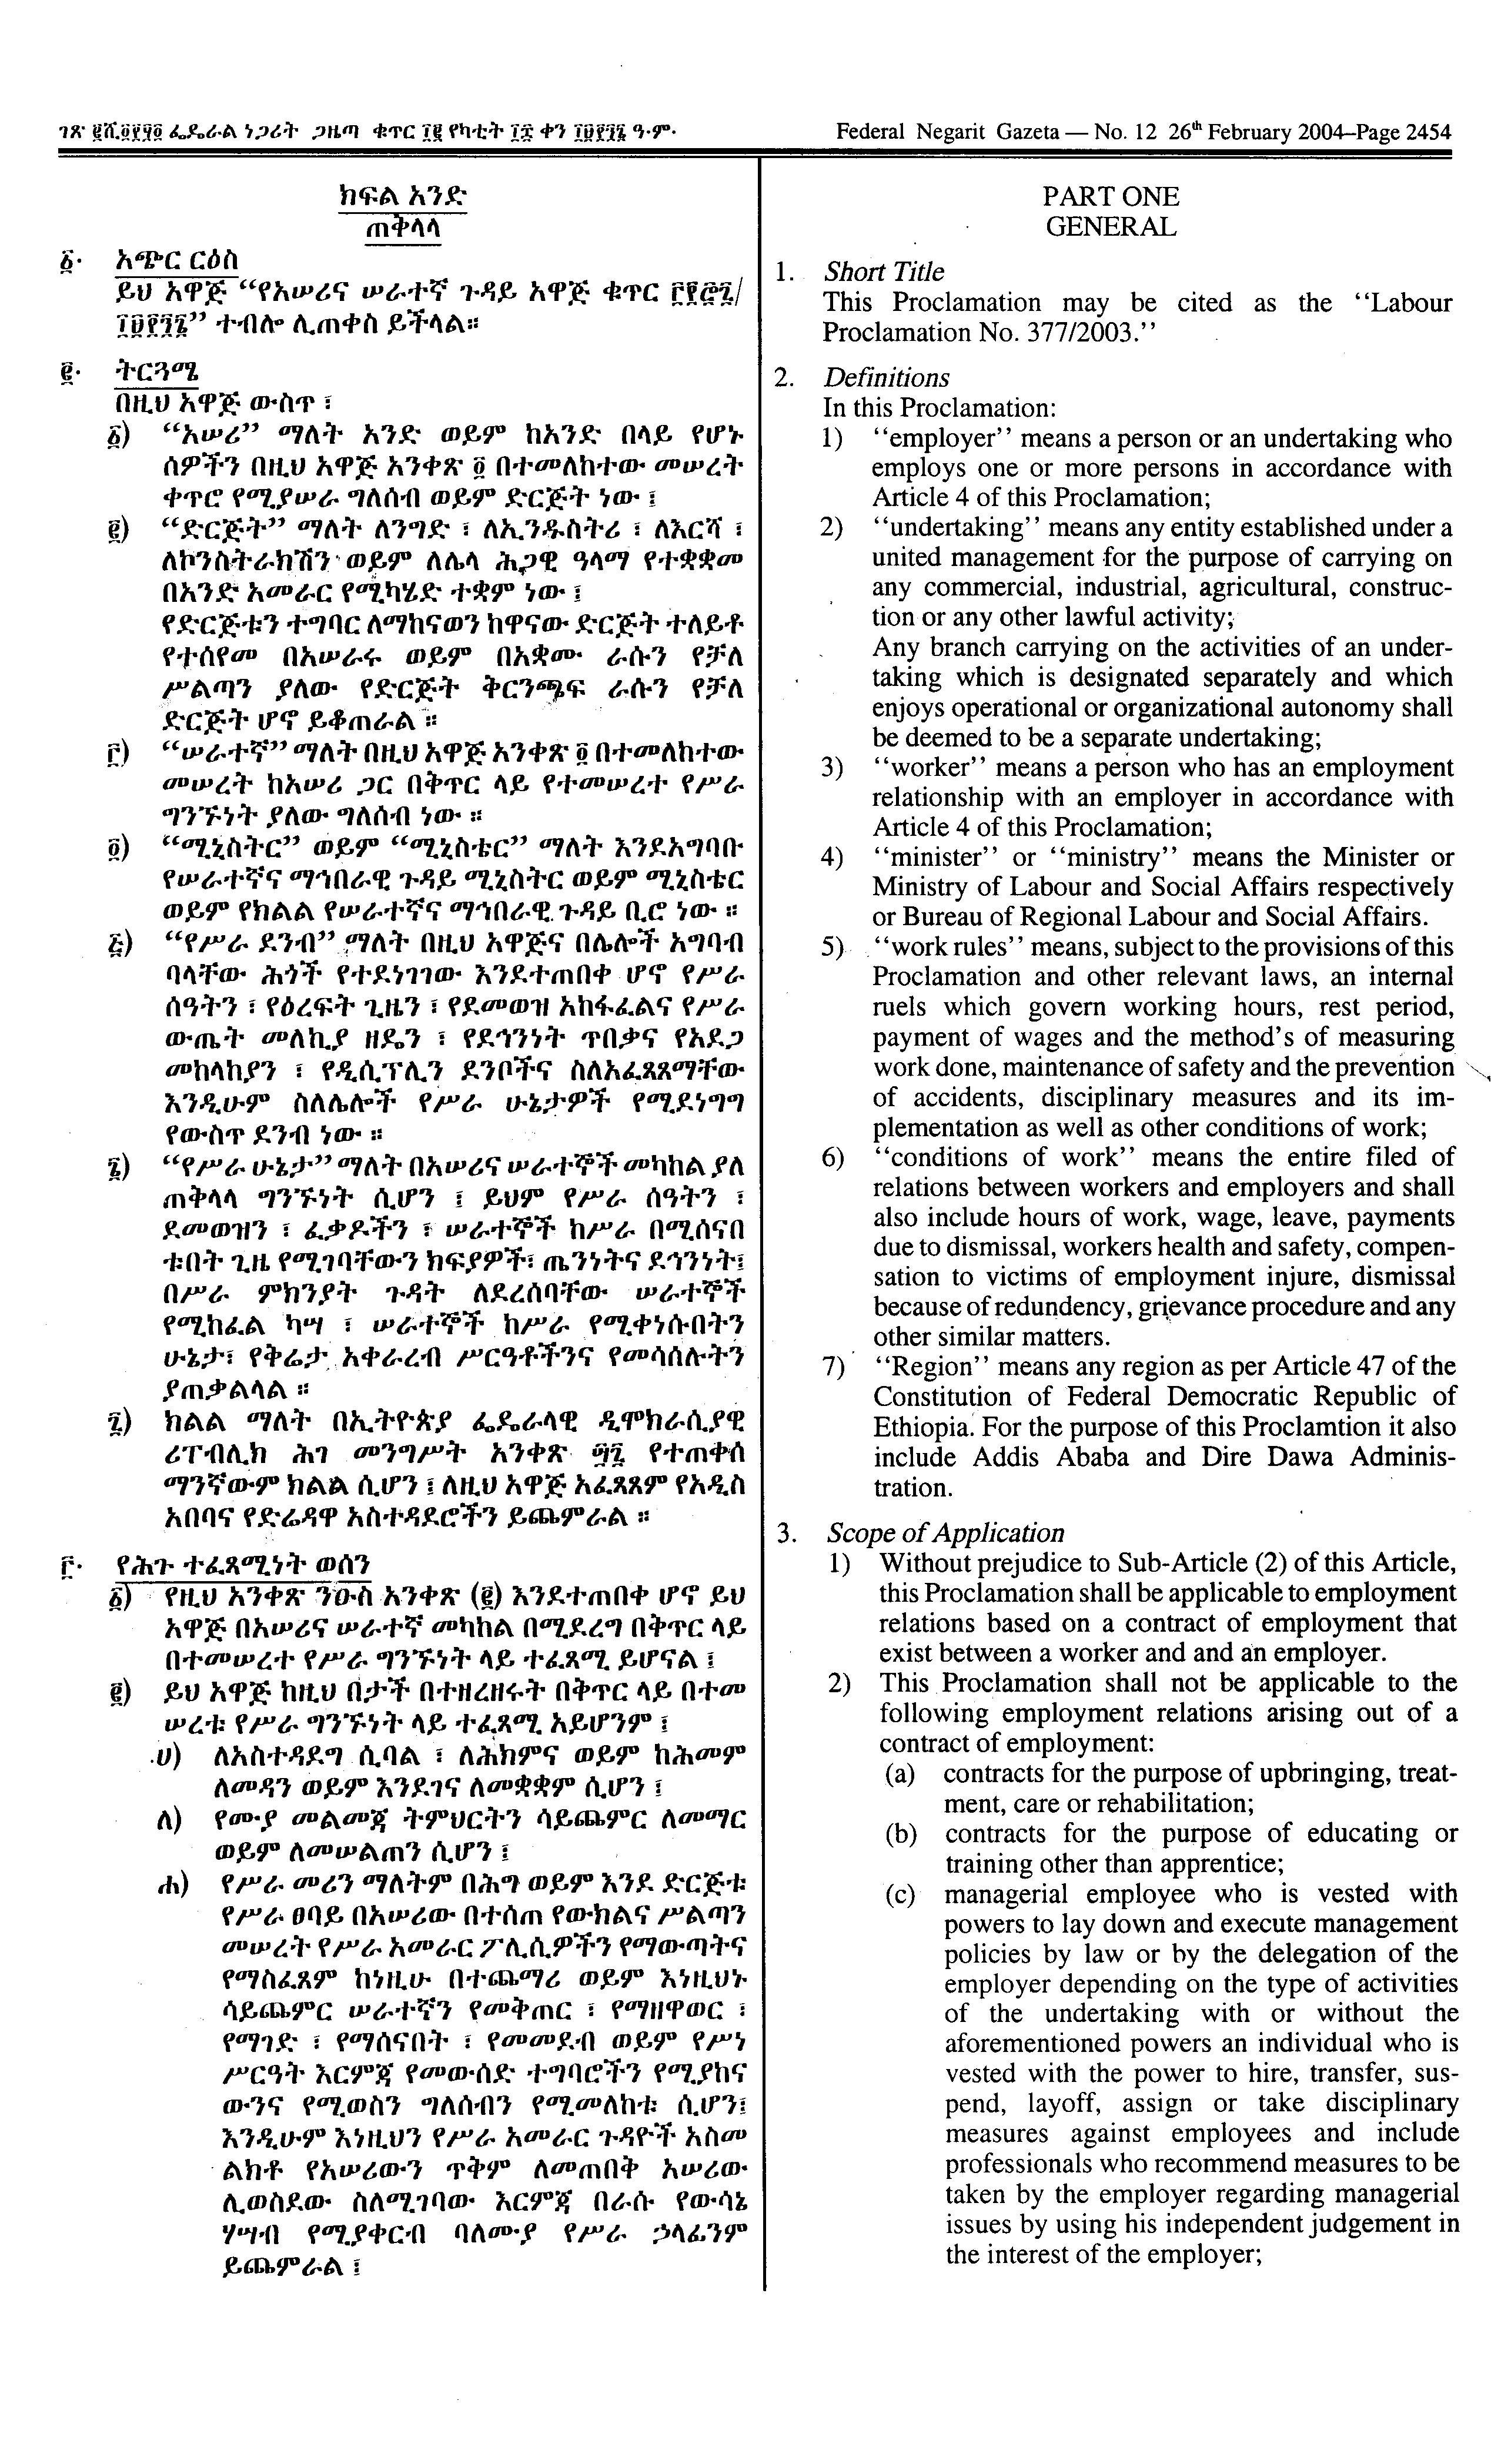 ገጽ ፪ሺ፬፻፶፬ ፌዴራል ነጋሪት ጋዜጣ ቁጥር ፲፪ የካቲት ፲፰ ቀን ፲፱፻፺፮ ዓ·ም·
Federal Negarit Gazeta — No. 12 26th February 2004–Page 2454
ክፍል አንድ
ጠቅላላ
፩· አጭር ርዕስ
ይህ አዋጅ “የአሠሪና ሠራተኛ ጉዳይ አዋጅ ቁጥር ፫፻፸፯/
፲፱፻፺፮” ተብሎ ሊጠቀስ ይችላል።
፪· ትርጓሜ
በዚህ አዋጅ ውስጥ ፣
፩) “አሠሪ” ማለት አንድ ወይም ከአንድ በላይ የሆኑ
ሰዎችን በዚህ አዋጅ አንቀጽ ፬ በተመለከተው መሠረት
ቀጥሮ የሚያሠራ ግለሰብ ወይም ድርጅት ነው ፤
፪) “ድርጅት” ማለት ለንግድ ፣ ለኢንዱስትሪ ፣ ለእርሻ ፣
ለኮንስትራክሽን ወይም ለሌላ ሕጋዊ ዓላማ የተቋቋመ
በአንድ አመራር የሚካሄድ ተቋም ነው ፤
የድርጅቱን ተግባር ለማከናወን ከዋናው ድርጅት ተለይቶ
የተሰየመ በአሠራሩ ወይም በአቋሙ ራሱን የቻለ
ሥልጣን ያለው የድርጅት ቅርንጫፍ ራሱን የቻለ
ድርጅት ሆኖ ይቆጠራል ።
፫) “ሠራተኛ” ማለት በዚህ አዋጅ አንቀጽ ፬ በተመለከተው
መሠረት ከአሠሪ ጋር በቅጥር ላይ የተመሠረተ የሥራ
ግንኙነት ያለው ግለሰብ ነው ።
፬) “ሚኒስትር” ወይም “ሚኒስቴር” ማለት እንደአግባቡ
የሠራተኛና ማኅበራዊ ጉዳይ ሚኒስትር ወይም ሚኒስቴር
ወይም የክልል የሠራተኛና ማኅበራዊ ጉዳይ ቢሮ ነው ።
፭) “የሥራ ደንብ” ማለት በዚህ አዋጅና በሌሎች አግባብ
ባላቸው ሕጎች የተደነገገው እንደተጠበቀ ሆኖ የሥራ
ሰዓትን ፣ የዕረፍት ጊዜን ፣ የደመወዝ አከፋፈልና የሥራ
ውጤት መለኪያ ዘዴን ፣ የደኅንነት ጥበቃና የአደጋ
መከላከያን ፣ የዲሲፕሊን ደንቦችና ስለአፈጻጸማቸው
እንዲሁም ስለሌሎች የሥራ ሁኔታዎች የሚደነግግ
የውስጥ ደንብ ነው ።
፮) “የሥራ ሁኔታ” ማለት በአሠሪና ሠራተኞች መካከል ያለ
ጠቅላላ ግንኙነት ሲሆን ፤ ይህም የሥራ ሰዓትን ፣
ደመወዝን ፣ ፈቃዶችን ፣ ሠራተኞች ከሥራ በሚሰናበ
ቱበት ጊዜ የሚገባቸውን ክፍያዎች፣ ጤንነትና ደኅንነት፤
በሥራ ምክንያት ጉዳት ለደረሰባቸው ሠራተኞች
የሚከፈል ካሣ ፣ ሠራተኞች ከሥራ የሚቀነሱበትን
ሁኔታ፣ የቅሬታ አቀራረብ ሥርዓቶችንና የመሳሰሉትን
ያጠቃልላል ።
፯) ክልል ማለት በኢትዮጵያ ፌዴራላዊ ዲሞክራሲያዊ
ሪፐብሊክ ሕገ መንግሥት አንቀጽ ፵፯ የተጠቀሰ
ማንኛውም ክልል ሲሆን ፤ ለዚህ አዋጅ አፈጻጸም የአዲስ
አበባና የድሬዳዋ አስተዳደሮችን ይጨምራል ።
፫· የሕጉ ተፈጻሚነት ወሰን
፩) የዚህ አንቀጽ ንዑስ አንቀጽ (፪) እንደተጠበቀ ሆኖ ይህ
አዋጅ በአሠሪና ሠራተኛ መካከል በሚደረግ በቅጥር ላይ
በተመሠረተ የሥራ ግንኙነት ላይ ተፈጻሚ ይሆናል ፤
፪) ይህ አዋጅ ከዚህ በታች በተዘረዘሩት በቅጥር ላይ በተመ
ሠረቱ የሥራ ግንኙነት ላይ ተፈጻሚ አይሆንም ፤
ሀ) ለአስተዳደግ ሲባል ፣ ለሕክምና ወይም ከሕመም
ለመዳን ወይም እንደገና ለመቋቋም ሲሆን ፤
ለ) የሙያ መልመጃ ትምህርትን ሳይጨምር ለመማር
ወይም ለመሠልጠን ሲሆን ፤
ሐ) የሥራ መሪን ማለትም በሕግ ወይም እንደ ድርጅቱ
የሥራ ፀባይ በአሠሪው በተሰጠ የውክልና ሥልጣን
መሠረት የሥራ አመራር ፖሊሲዎችን የማውጣትና
የማስፈጸም ከነዚሁ በተጨማሪ ወይም እነዚህኑ
ሳይጨምር ሠራተኛን የመቅጠር ፣ የማዘዋወር ፣
የማገድ ፣ የማሰናበት ፣ የመመደብ ወይም የሥነ
ሥርዓት እርምጃ የመውሰድ ተግባሮችን የሚያከና
ውንና የሚወስን ግለሰብን የሚመለከቱ ሲሆን፤
እንዲሁም እነዚህን የሥራ አመራር ጉዳዮች አስመ
ልክቶ የአሠሪውን ጥቅም ለመጠበቅ አሠሪው
ሊወስደው ስለሚገባው እርምጃ በራሱ የውሳኔ
ሃሣብ የሚያቀርብ ባለሙያ የሥራ ኃላፊንም
ይጨምራል ፤
PART ONE
GENERAL
1. Short Title
This Proclamation may be cited as the ‘‘Labour
Proclamation No. 377/2003.’’
2. Definitions
In this Proclamation:
1) ‘‘employer’’ means a person or an undertaking who
employs one or more persons in accordance with
Article 4 of this Proclamation;
2) ‘‘undertaking’’ means any entity established under a
united management for the purpose of carrying on
any commercial, industrial, agricultural, construc-
tion or any other lawful activity;
Any branch carrying on the activities of an under-
taking which is designated separately and which
enjoys operational or organizational autonomy shall
be deemed to be a separate undertaking;
3) ‘‘worker’’ means a person who has an employment
relationship with an employer in accordance with
Article 4 of this Proclamation;
4) ‘‘minister’’ or ‘‘ministry’’ means the Minister or
Ministry of Labour and Social Affairs respectively
or Bureau of Regional Labour and Social Affairs.
5) ‘‘work rules’’ means, subject to the provisions of this
Proclamation and other relevant laws, an internal
ruels which govern working hours, rest period,
payment of wages and the method’s of measuring
work done, maintenance of safety and the prevention
of accidents, disciplinary measures and its im-
plementation as well as other conditions of work;
6) ‘‘conditions of work’’ means the entire filed of
relations between workers and employers and shall
also include hours of work, wage, leave, payments
due to dismissal, workers health and safety, compen-
sation to victims of employment injure, dismissal
because of redundency, grievance procedure and any
other similar matters.
7) ‘‘Region’’ means any region as per Article 47 of the
Constitution of Federal Democratic Republic of
Ethiopia. For the purpose of this Proclamtion it also
include Addis Ababa and Dire Dawa Adminis-
tration.
3. Scope of Application
1) Without prejudice to Sub-Article (2) of this Article,
this Proclamation shall be applicable to employment
relations based on a contract of employment that
exist between a worker and and an employer.
2) This Proclamation shall not be applicable to the
following employment relations arising out of a
contract of employment:
(a) contracts for the purpose of upbringing, treat-
ment, care or rehabilitation;
(b) contracts for the purpose of educating or
training other than apprentice;
(c) managerial employee who is vested with
powers to lay down and execute management
policies by law or by the delegation of the
employer depending on the type of activities
of the undertaking with or without the
aforementioned powers an individual who is
vested with the power to hire, transfer, sus-
pend, layoff, assign or take disciplinary
measures against employees and include
professionals who recommend measures to be
taken by the employer regarding managerial
issues by using his independent judgement in
the interest of the employer;